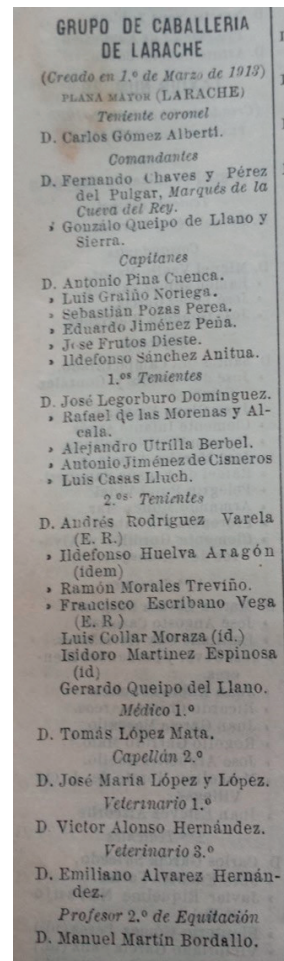 GRUPO DE CABALLERIA
DE LARACHE
(Creado en 1.º de Marzo de 1913)
PLANA MAYOR (LARACHE)
Teniente coronel
D. Carlos Gómez Alberti.
Comandantes
D. Fernando Chaves y Pérez
del Pulgar, Marqués de la
Cueva del Rey.
» Gonzalo Queipo de Llano y
Sierra.
Capitanes
D. Antonio Pina Cuenca.
» Luis Graiño Noriega.
» Sebastián Pozas Perea.
» Eduardo Jiménez Peña.
» José Frutos Dieste.
» Ildefonso Sánchez Anitua.
1.ºs Tenientes
D. José Legorburo Domínguez.
» Rafael de las Morenas y Al-
cala.
» Alejandro Utrilla Berbel.
» Antonio Jiménez de Cisneros
» Luis Casas Lluch.
2.ºs Tenientes
D. Andrés Rodriguez Varela
(E. R.)
» Ildefonso Huelva Aragón
(idem)
» Ramón Morales Treviño.
» Francisco Escribano Vega
(E. R)
Luis Collar Moraza (id.)
Isidoro Martínez Espinosa
(id)
Gerardo Queipo del Llano.
Médico 1.º
D. Tomás López Mata.
Capellán 2.º
D. José María López y López.
Veterinario 1.º
D Victor Alonso Hernández.
Veterinario 3.º
D. Emiliano Alvarez Hernán-
dez.
Profesor 2.º de Equitación
D. Manuel Martín Bordallo.